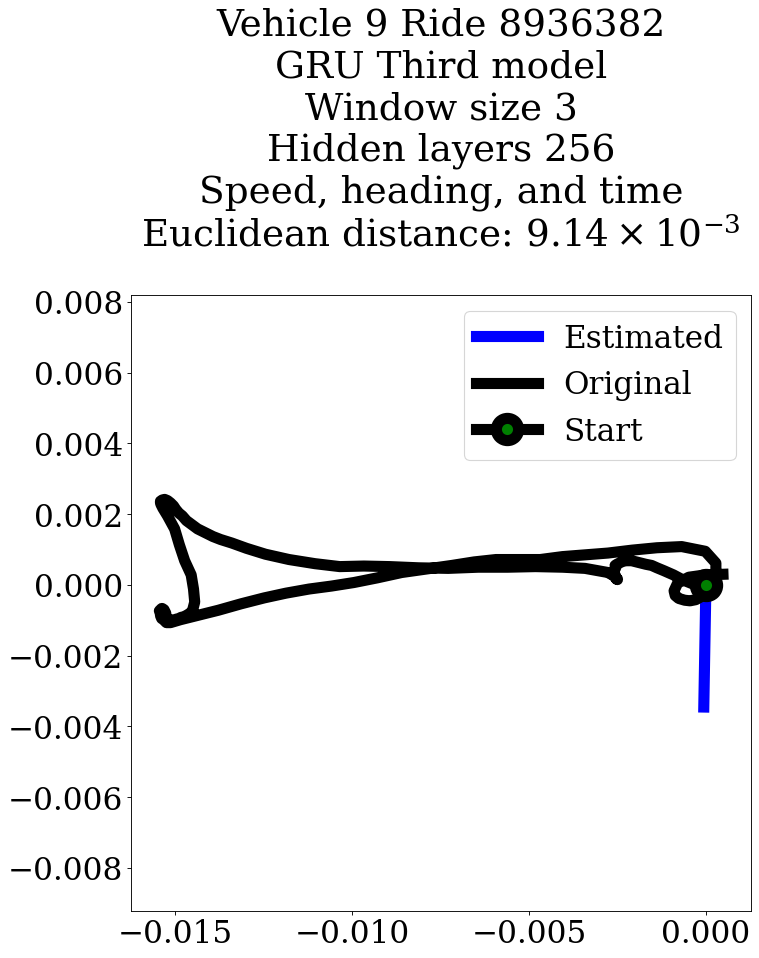 Vehicle 9 Ride 8936382
GRU Third model
Window size 3
Hidden layers 256
Speed, heading, and time
Euclidean distance: 9.14 × 10⁻³
0.008
0.006
0.004
0.002
0.000
−0.002
−0.004
−0.006
−0.008
Estimated
Original
Start
−0.015
−0.010
−0.005
0.000